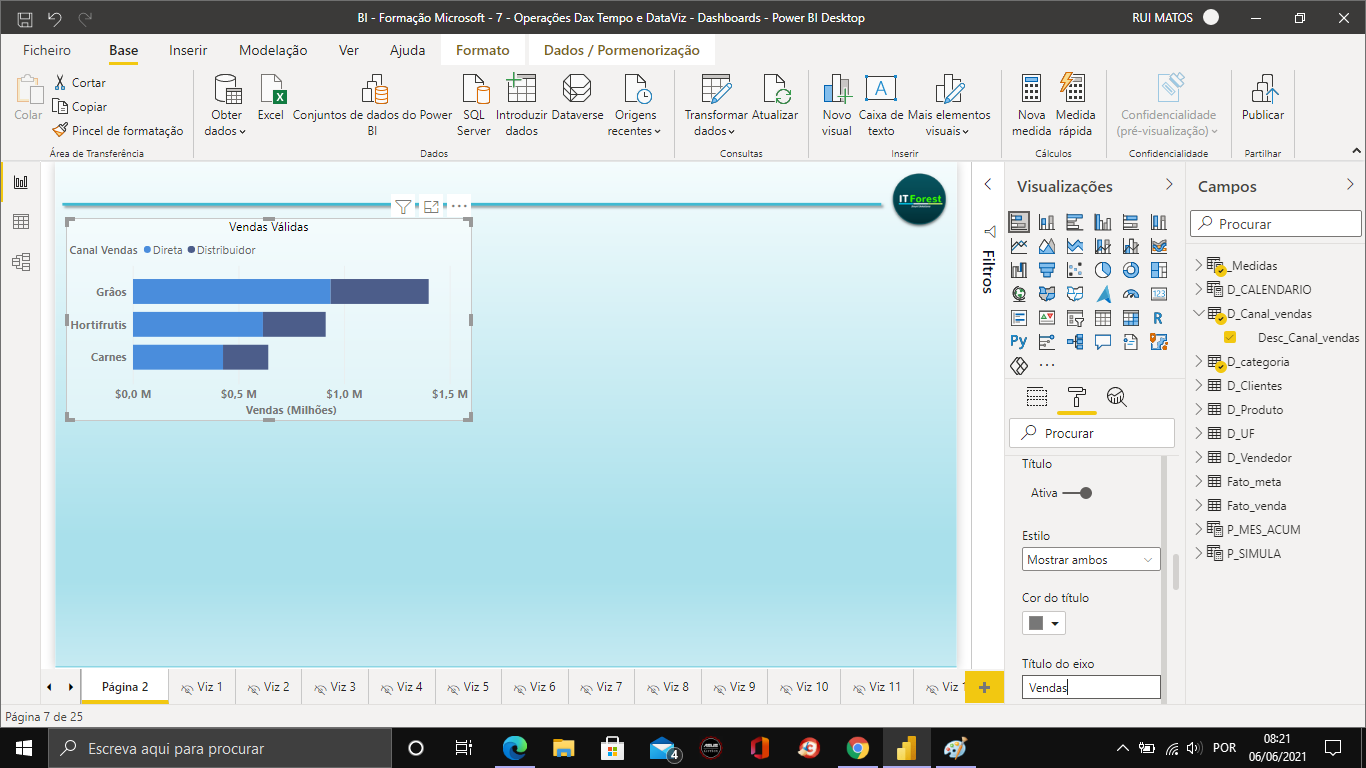 BI - Formação Microsoft - 7 - Operações Dax Tempo e DataViz - Dashboards - Power BI Desktop
RUI MATOS
Ficheiro Base Inserir Modelação Ver Ajuda Formato Dados / Pormenorização
Colar
Cortar
Copiar
Pincel de formatação
Área de Transferência
Obter dados
Excel
Conjuntos de dados do Power BI
SQL Server
Introduzir dados
Dataverse
Origens recentes
Dados
Transformar dados
Atualizar
Consultas
Novo visual
Caixa de texto
Mais elementos visuais
Inserir
Nova medida
Medida rápida
Cálculos
Confidencialidade (pré-visualização)
Confidencialidade
Publicar
Partilhar
ITForest
Vendas Válidas
Canal Vendas Direta Distribuidor
Grãos
Hortifrutis
Carnes
$0,0 M $0,5 M $1,0 M $1,5 M
Vendas (Milhões)
Filtros
Visualizações
R
Py
123
A
Procurar
Título
Ativa
Estilo
Mostrar ambos
Cor do título
Título do eixo
Vendas
Campos
Procurar
_Medidas
D_CALENDARIO
D_Canal_vendas
Desc_Canal_vendas
D_categoria
D_Clientes
D_Produto
D_UF
D_Vendedor
Fato_meta
Fato_venda
P_MES_ACUM
P_SIMULA
Página 2 Viz 1 Viz 2 Viz 3 Viz 4 Viz 5 Viz 6 Viz 7 Viz 8 Viz 9 Viz 10 Viz 11 Viz 1
Página 7 de 25
Escreva aqui para procurar
4
POR
08:21
06/06/2021